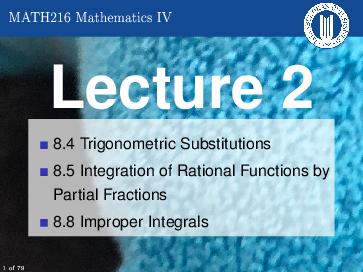 MATH216 Mathematics IV
Lecture 2
8.4 Trigonometric Substitutions
8.5 Integration of Rational Functions by
Partial Fractions
8.8 Improper Integrals
1 of 79